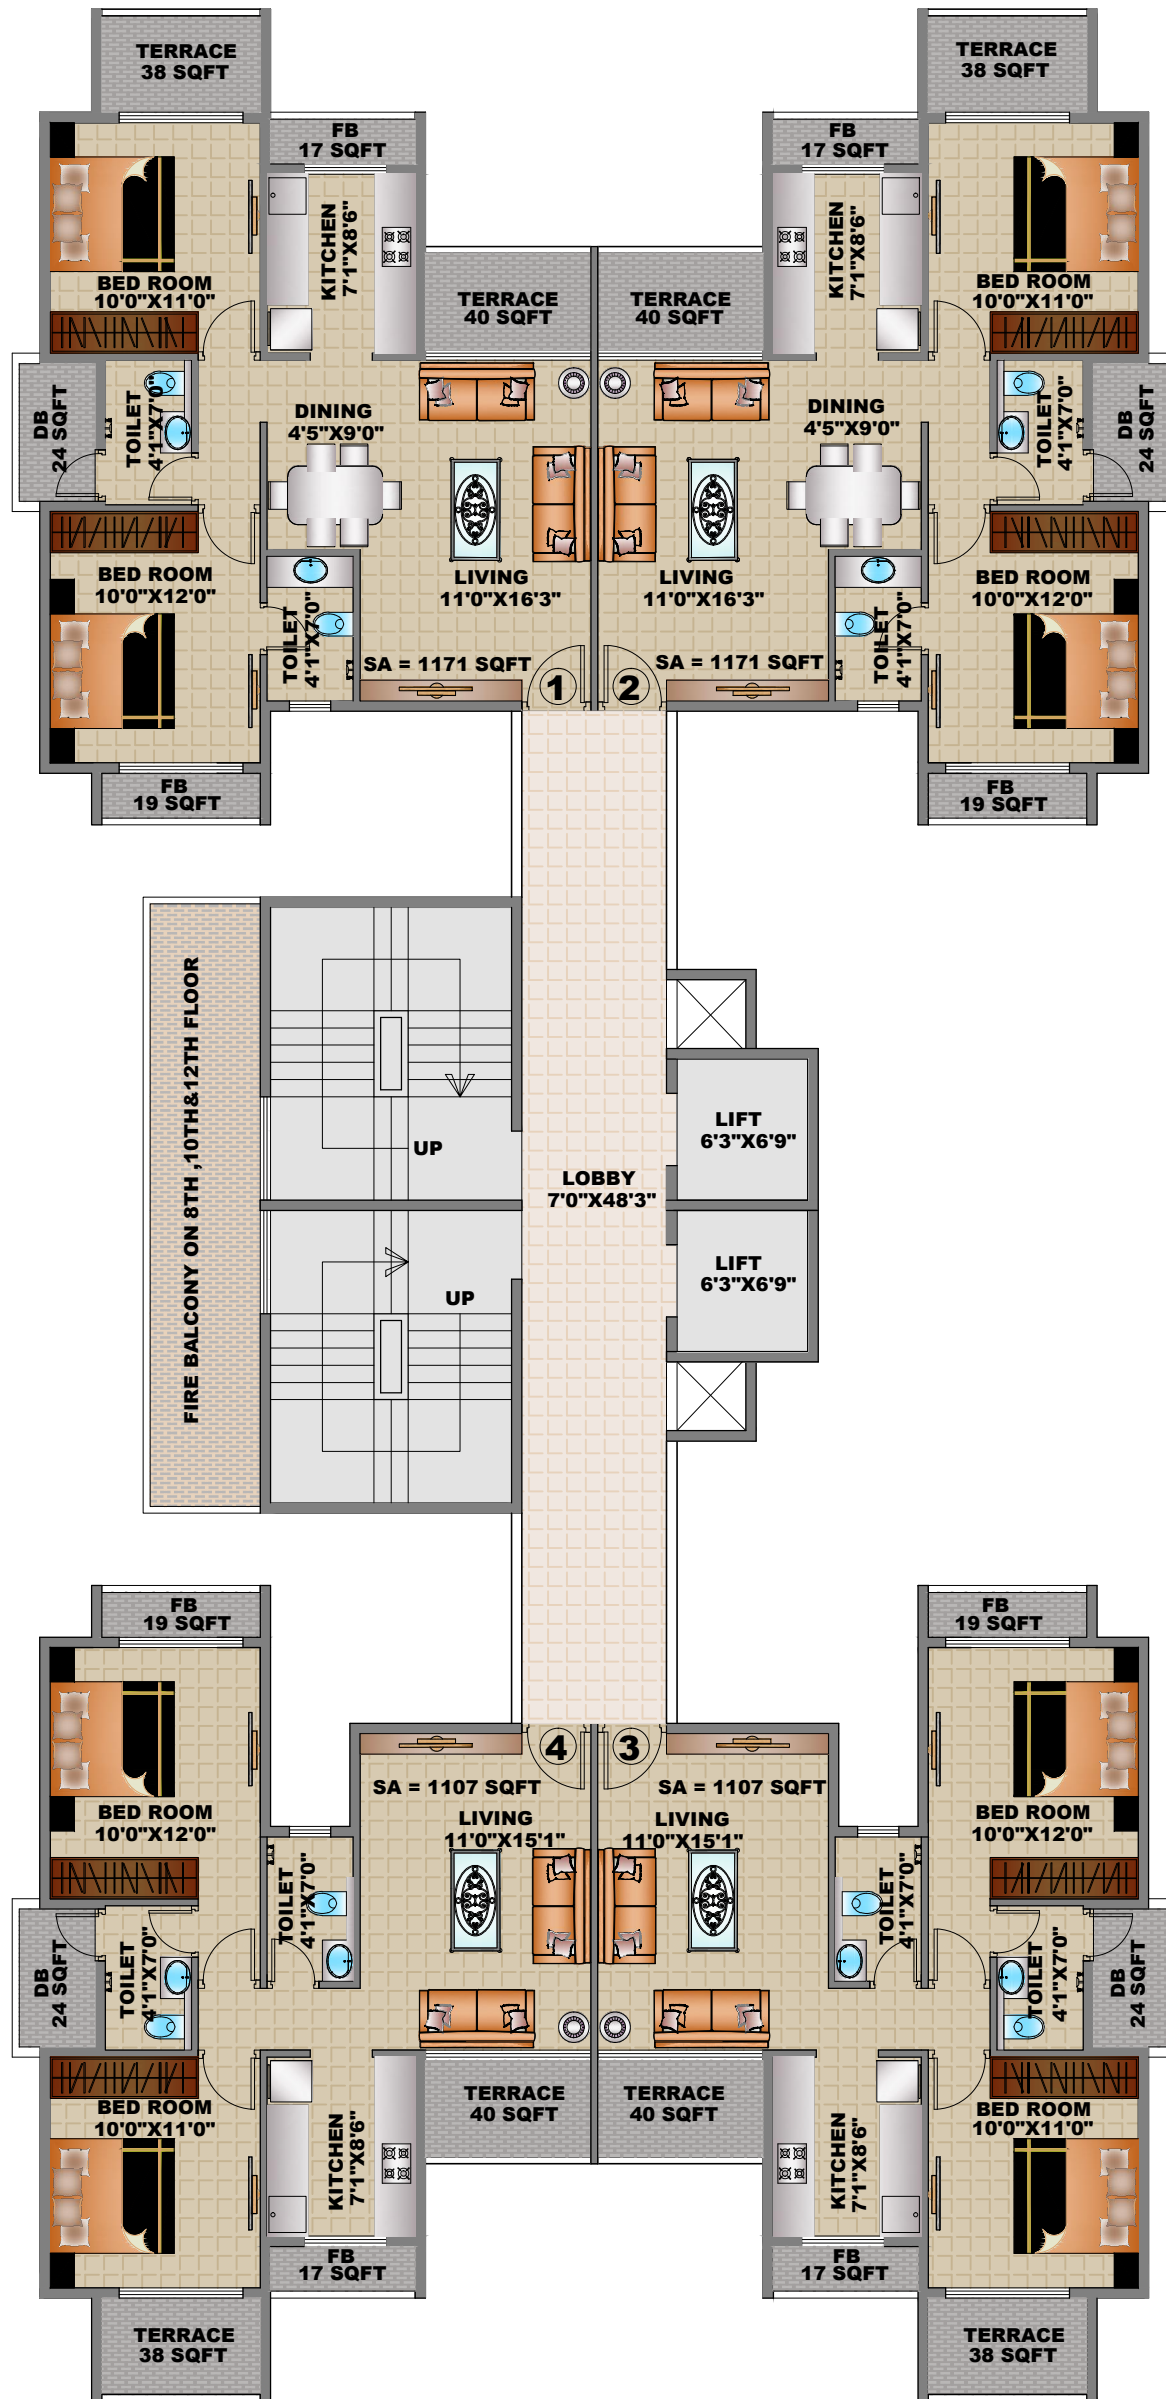 TERRACE
38 SQFT
TERRACE
38 SQFT
FB
17 SQFT
FB
17 SQFT
KITCHEN
7'1"X8'6"
KITCHEN
7'1"X8'6"
BED ROOM
10'0"X11'0"
TERRACE
40 SQFT
TERRACE
40 SQFT
BED ROOM
10'0"X11'0"
DB
24 SQFT
TOILET
4'1"X7'0"
DINING
4'5"X9'0"
DINING
4'5"X9'0"
TOILET
4'1"X7'0"
DB
24 SQFT
BED ROOM
10'0"X12'0"
LIVING
11'0"X16'3"
LIVING
11'0"X16'3"
BED ROOM
10'0"X12'0"
TOILET
4'1"X7'0"
TOILET
4'1"X7'0"
SA = 1171 SQFT
SA = 1171 SQFT
1
2
FB
19 SQFT
FB
19 SQFT
FIRE BALCONY ON 8TH ,10TH&12TH FLOOR
UP
LIFT
6'3"X6'9"
LOBBY
7'0"X48'3"
LIFT
6'3"X6'9"
UP
FB
19 SQFT
FB
19 SQFT
4
3
SA = 1107 SQFT
SA = 1107 SQFT
BED ROOM
10'0"X12'0"
LIVING
11'0"X15'1"
LIVING
11'0"X15'1"
BED ROOM
10'0"X12'0"
TOILET
4'1"X7'0"
TOILET
4'1"X7'0"
DB
24 SQFT
TOILET
4'1"X7'0"
TOILET
4'1"X7'0"
DB
24 SQFT
BED ROOM
10'0"X11'0"
TERRACE
40 SQFT
TERRACE
40 SQFT
BED ROOM
10'0"X11'0"
KITCHEN
7'1"X8'6"
KITCHEN
7'1"X8'6"
FB
17 SQFT
FB
17 SQFT
TERRACE
38 SQFT
TERRACE
38 SQFT